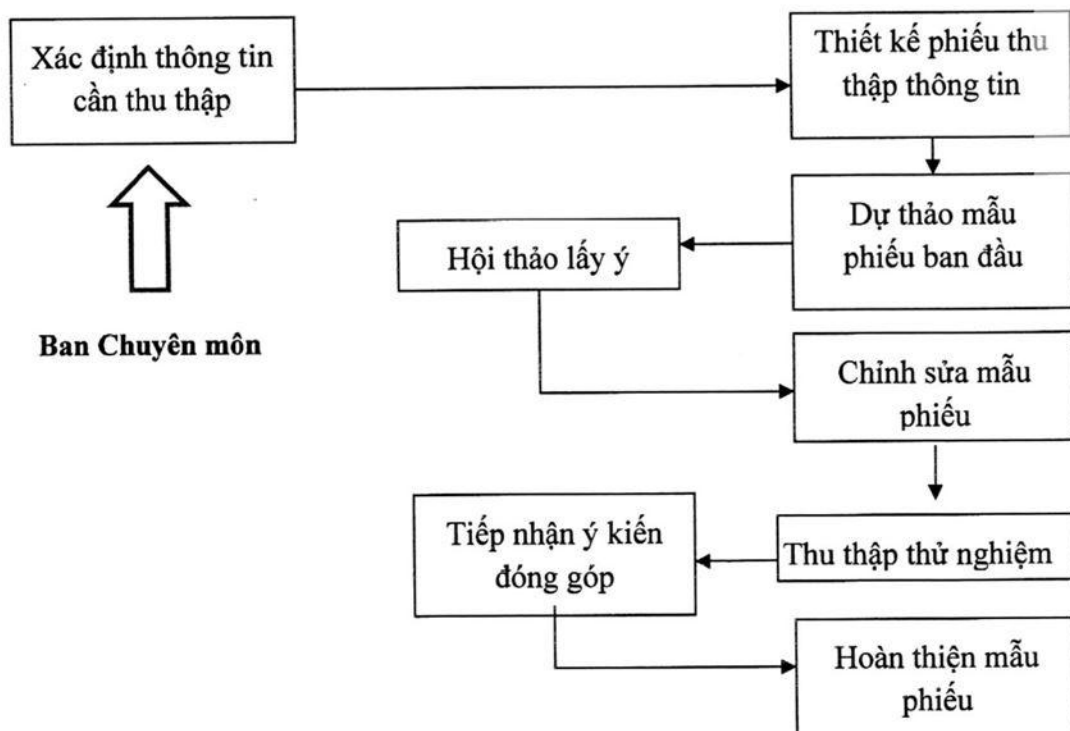 Xác định thông tin
cần thu thập
Thiết kế phiếu thu
thập thông tin
Dự thảo mẫu
phiếu ban đầu
Hội thảo lấy ý
Ban Chuyên môn
Chỉnh sửa mẫu
phiếu
Tiếp nhận ý kiến
đóng góp
Thu thập thử nghiệm
Hoàn thiện mẫu
phiếu